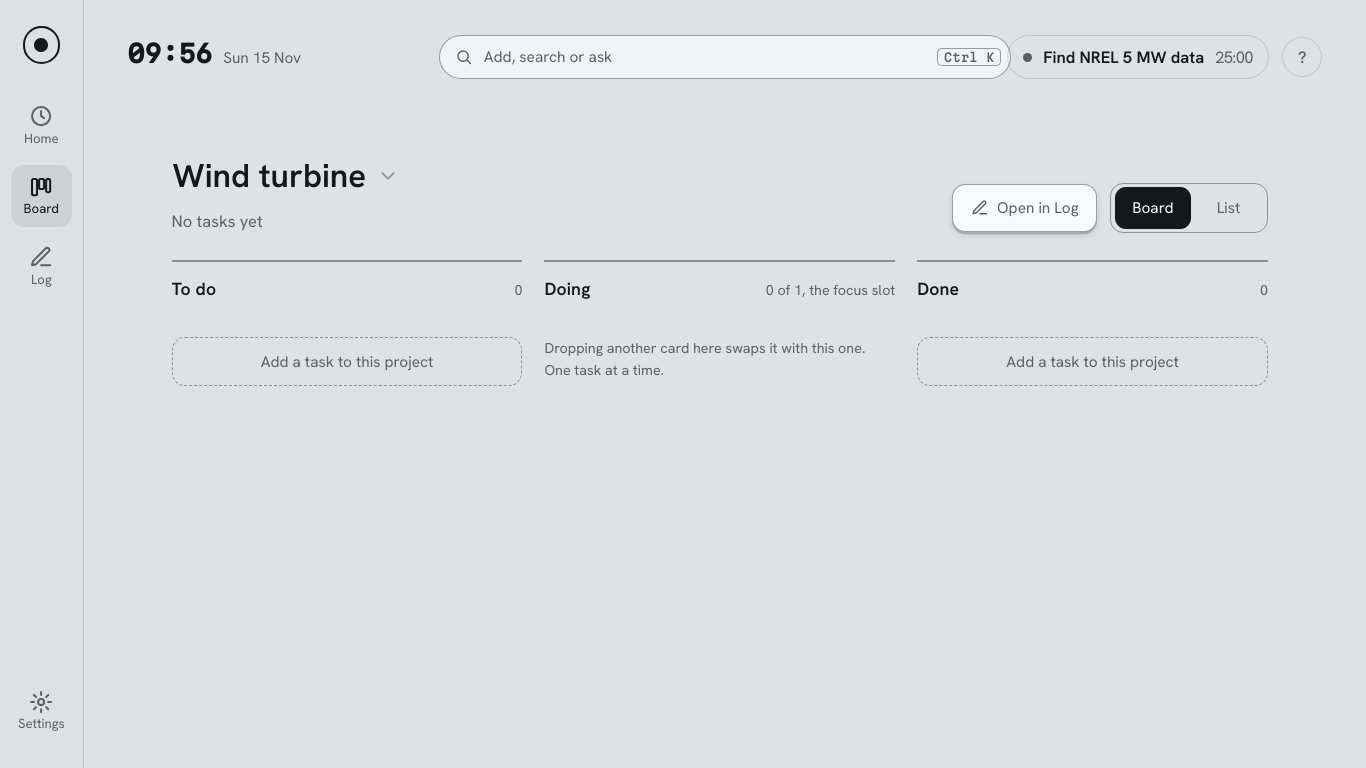 09:56 Sun 15 Nov
Add, search or ask
Ctrl K
Find NREL 5 MW data 25:00
?
Home
Board
Log
Settings
Wind turbine
No tasks yet
Open in Log
Board
List
To do 0
Add a task to this project
Doing 0 of 1, the focus slot
Dropping another card here swaps it with this one.
One task at a time.
Done 0
Add a task to this project